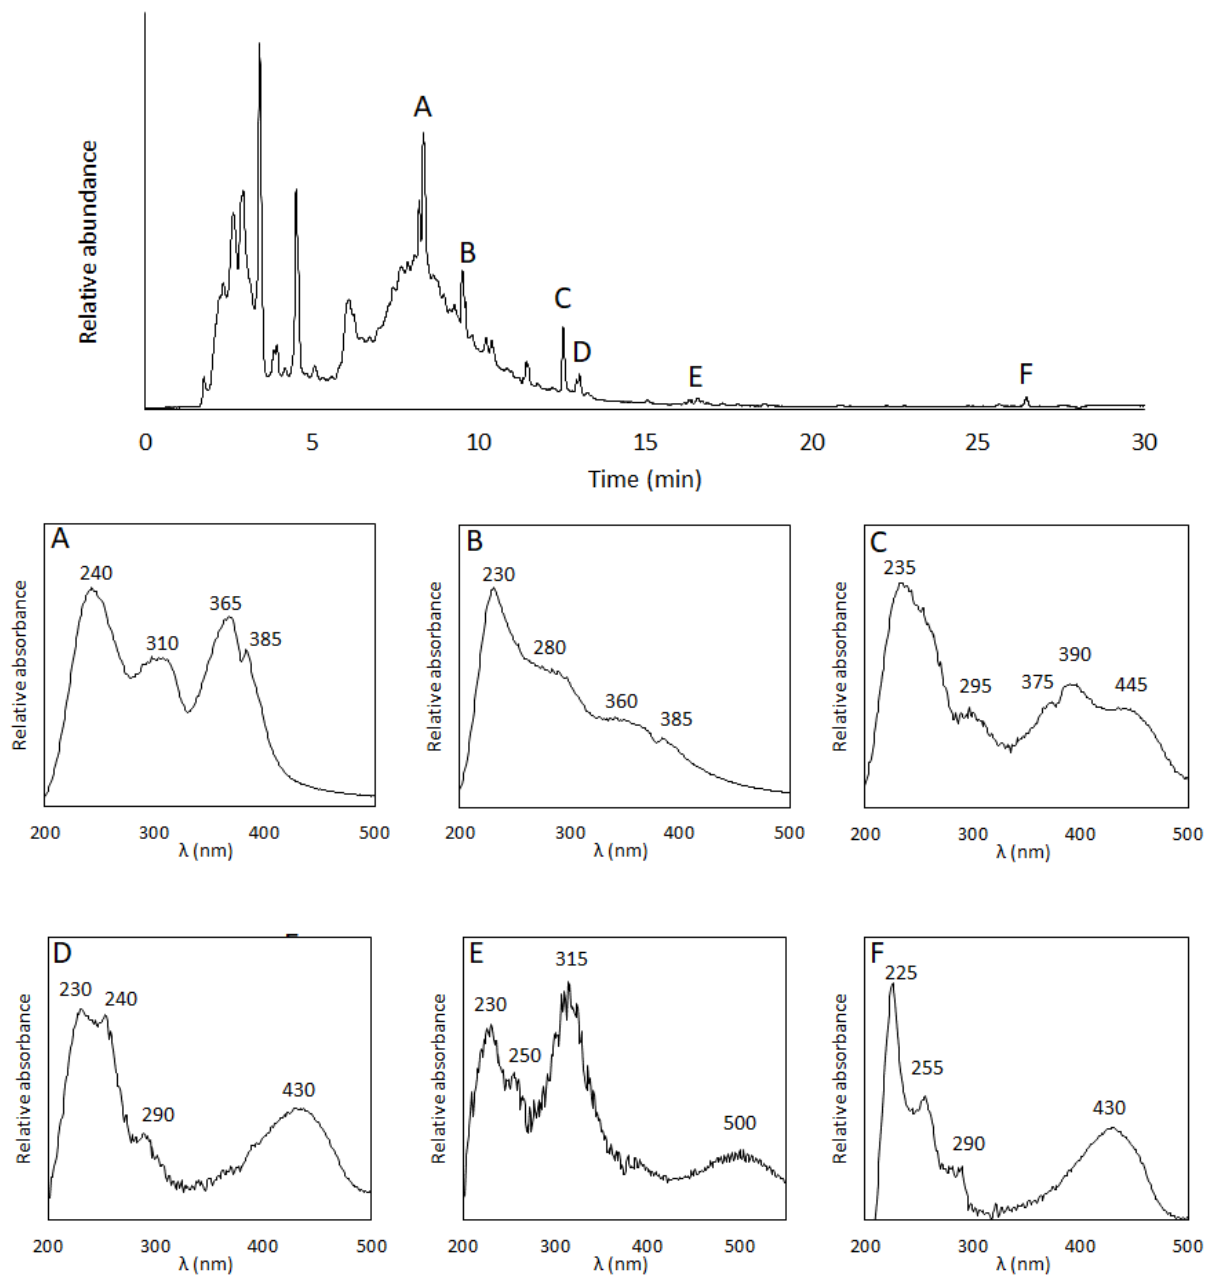 Relative abundance
A
B
C
D
E
F
0 5 10 15 20 25 30
Time (min)
A
240
310
365
385
Relative absorbance
200 300 400 500
λ (nm)
B
230
280
360
385
Relative absorbance
200 300 400 500
λ (nm)
C
235
295
375
390
445
Relative absorbance
200 300 400 500
λ (nm)
D
230
240
290
430
Relative absorbance
200 300 400 500
λ (nm)
E
230
250
315
500
Relative absorbance
200 300 400 500
λ (nm)
F
225
255
290
430
Relative absorbance
200 300 400 500
λ (nm)